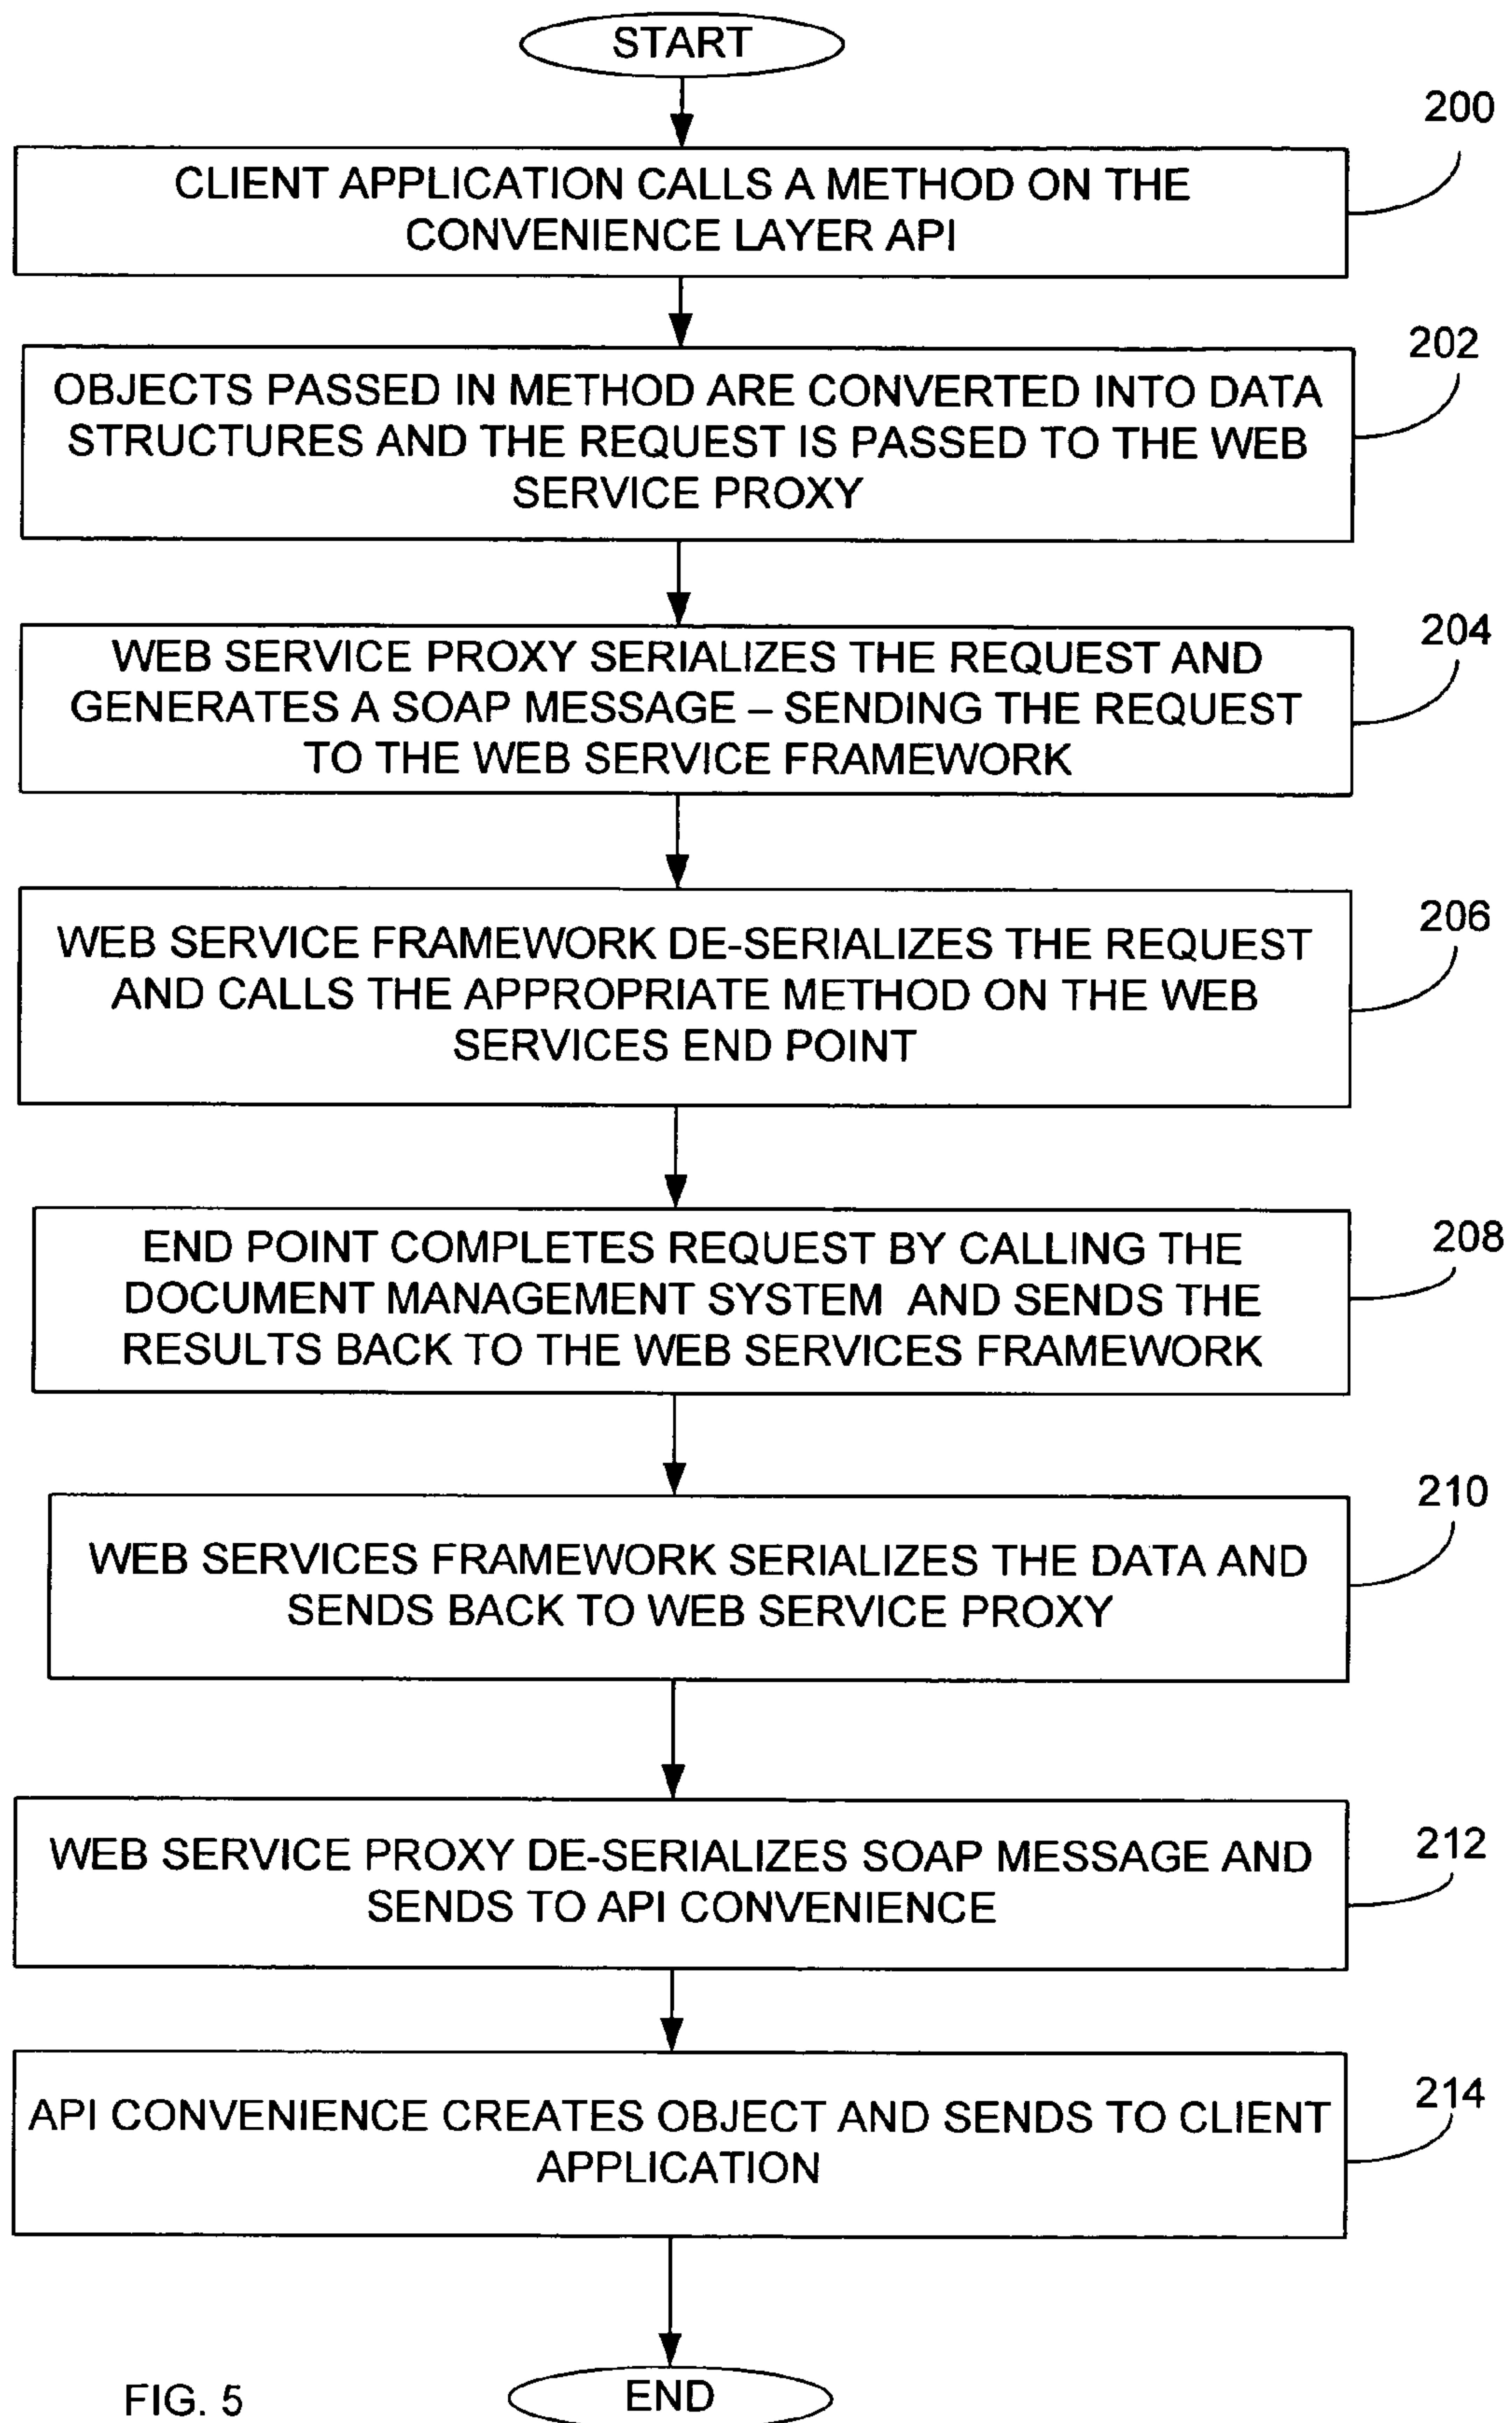 START
200
CLIENT APPLICATION CALLS A METHOD ON THE
CONVENIENCE LAYER API
202
OBJECTS PASSED IN METHOD ARE CONVERTED INTO DATA
STRUCTURES AND THE REQUEST IS PASSED TO THE WEB
SERVICE PROXY
204
WEB SERVICE PROXY SERIALIZES THE REQUEST AND
GENERATES A SOAP MESSAGE – SENDING THE REQUEST
TO THE WEB SERVICE FRAMEWORK
206
WEB SERVICE FRAMEWORK DE-SERIALIZES THE REQUEST
AND CALLS THE APPROPRIATE METHOD ON THE WEB
SERVICES END POINT
208
END POINT COMPLETES REQUEST BY CALLING THE
DOCUMENT MANAGEMENT SYSTEM AND SENDS THE
RESULTS BACK TO THE WEB SERVICES FRAMEWORK
210
WEB SERVICES FRAMEWORK SERIALIZES THE DATA AND
SENDS BACK TO WEB SERVICE PROXY
212
WEB SERVICE PROXY DE-SERIALIZES SOAP MESSAGE AND
SENDS TO API CONVENIENCE
214
API CONVENIENCE CREATES OBJECT AND SENDS TO CLIENT
APPLICATION
END
FIG. 5